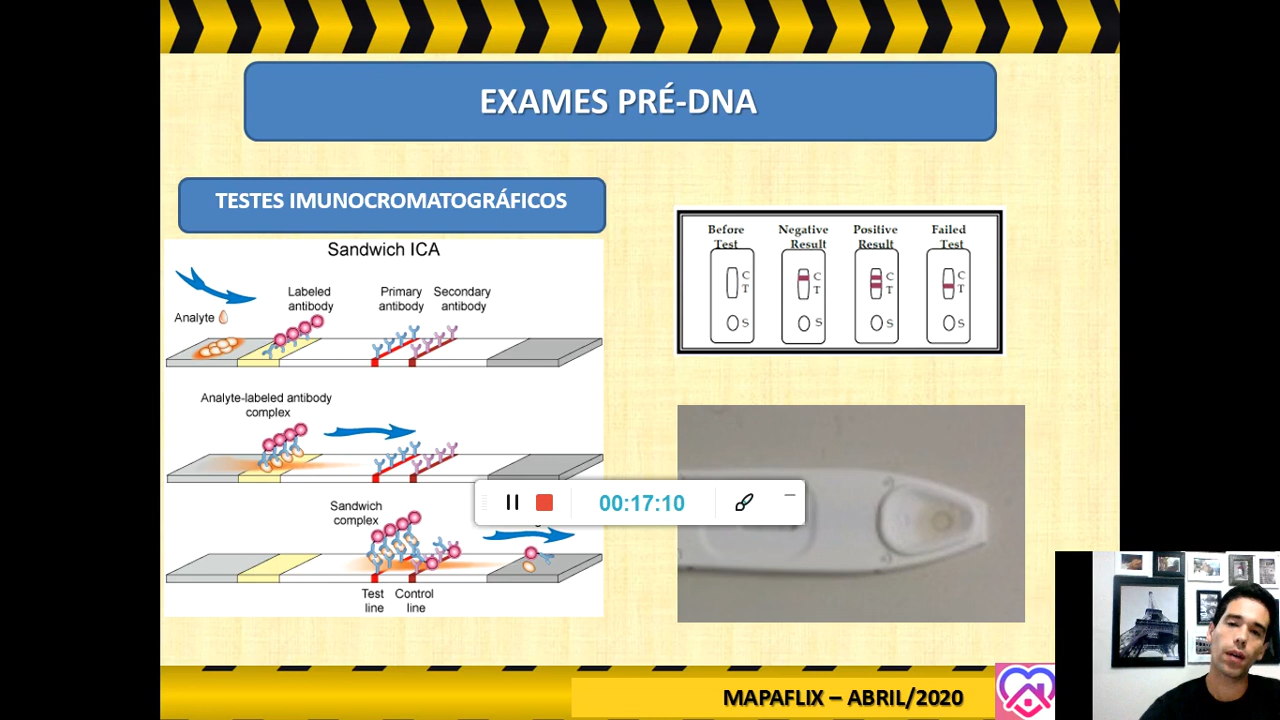 EXAMES PRÉ-DNA
TESTES IMUNOCROMATOGRÁFICOS
Sandwich ICA
Analyte
Labeled
antibody
Primary
antibody
Secondary
antibody
Analyte-labeled antibody
complex
Sandwich
complex
Test
line
Control
line
Before
Test
Negative
Result
Positive
Result
Failed
Test
C
T
S
C
T
S
C
T
S
C
T
S
00:17:10
MAPAFLIX – ABRIL/2020